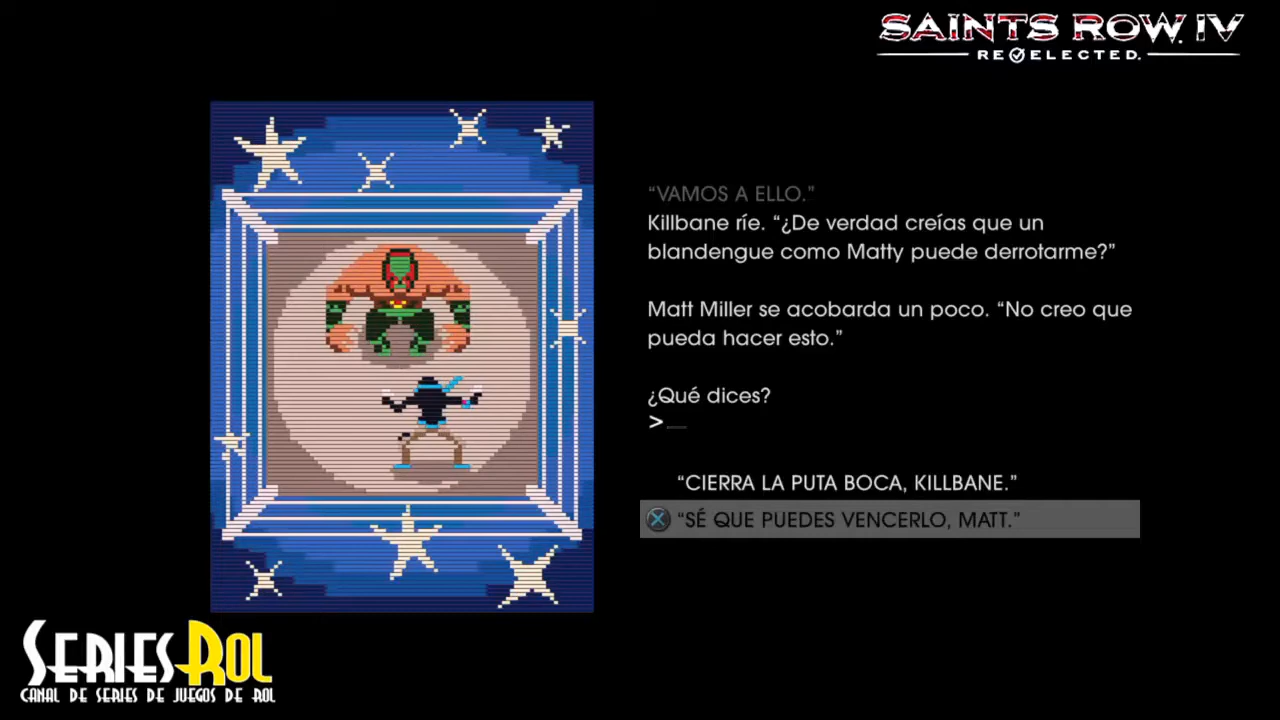 SAINTS ROW. IV
RE ELECTED.
“VAMOS A ELLO.”
Killbane ríe. “¿De verdad creías que un
blandengue como Matty puede derrotarme?”
Matt Miller se acobarda un poco. “No creo que
pueda hacer esto.”
¿Qué dices?
>_
“CIERRA LA PUTA BOCA, KILLBANE.”
“SÉ QUE PUEDES VENCERLO, MATT.”
SERIESROL
CANAL DE SERIES DE JUEGOS DE ROL